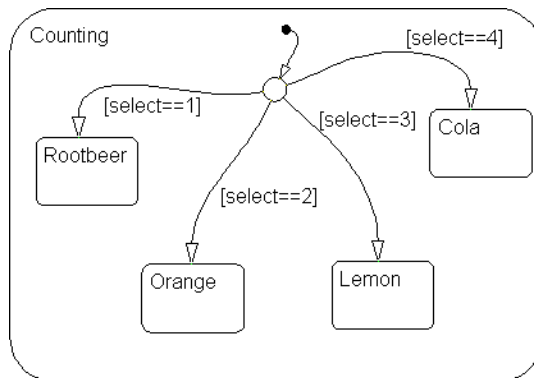 Counting
[select==4]
[select==1]
[select==3]
Cola
Rootbeer
[select==2]
Orange
Lemon